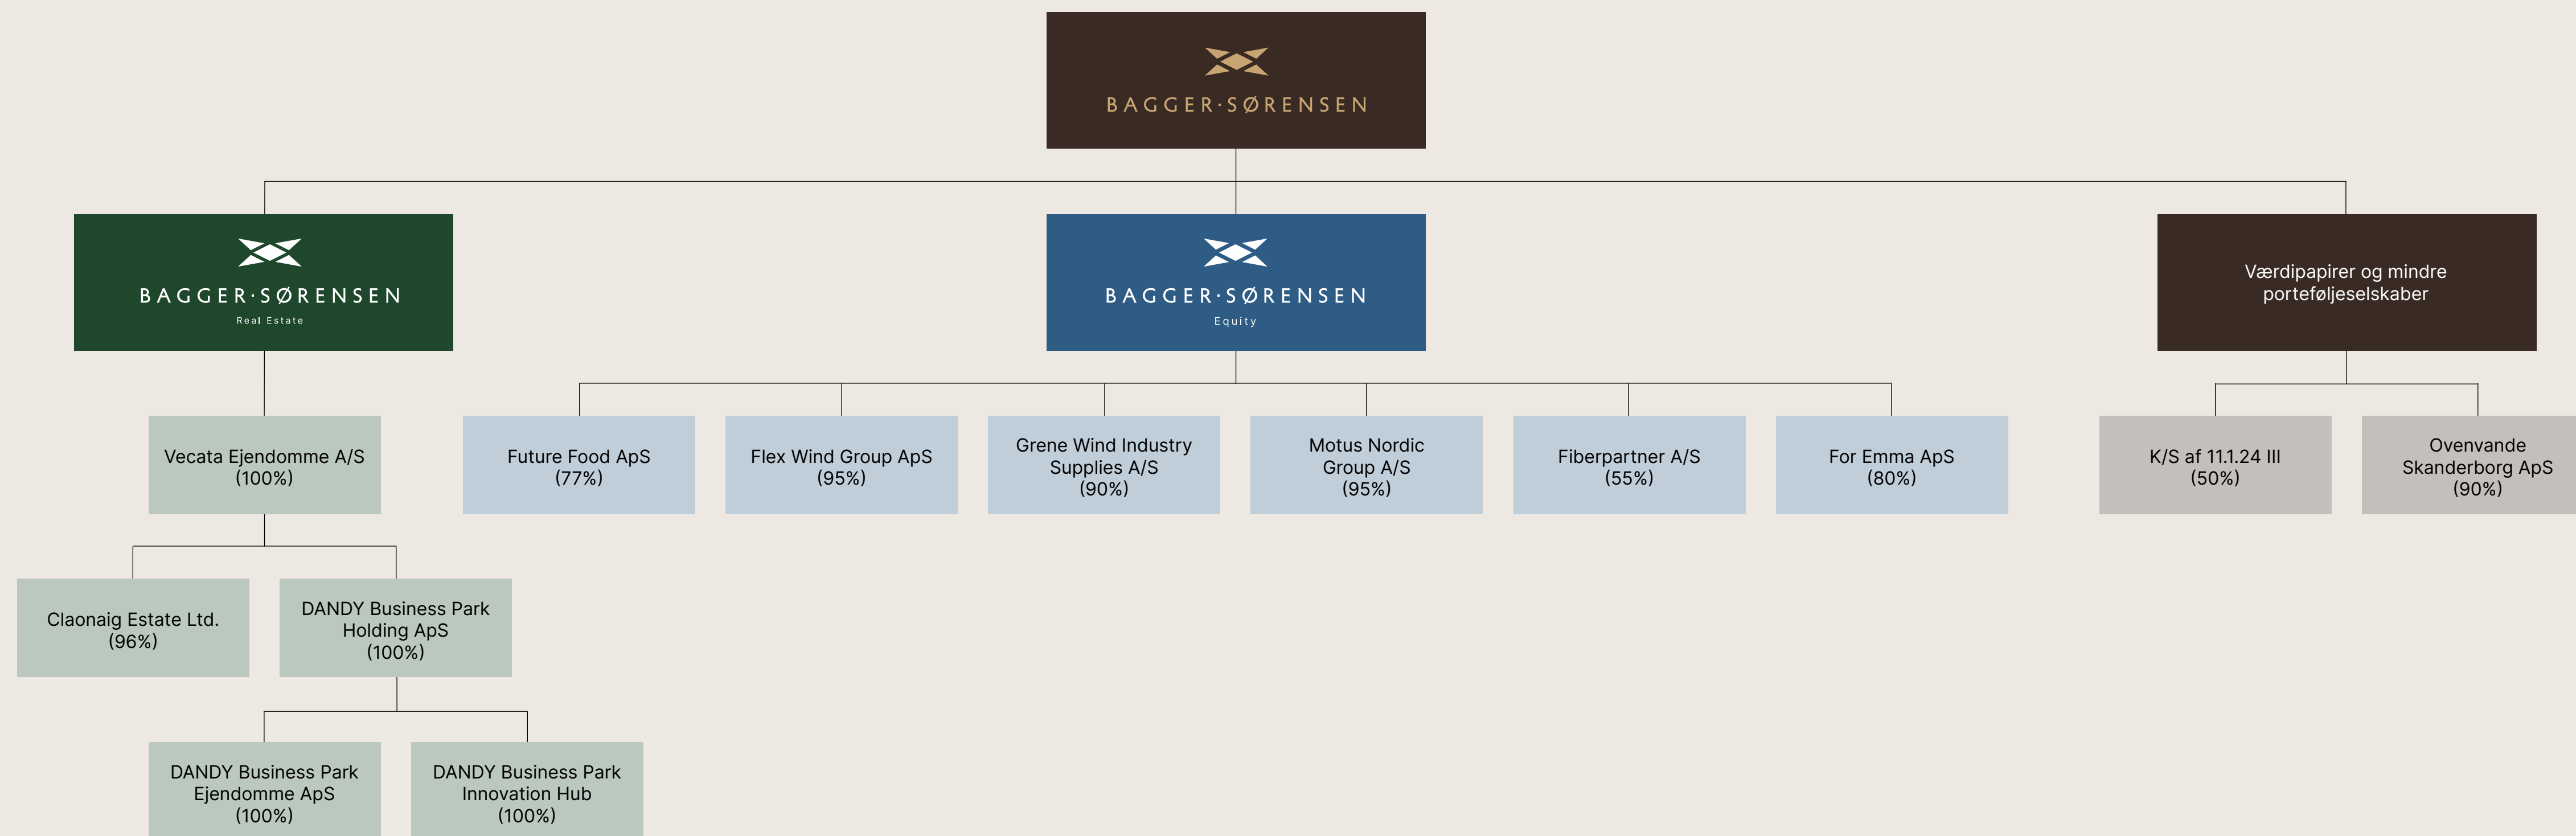 BAGGER·SØRENSEN
BAGGER·SØRENSEN
Real Estate
BAGGER·SØRENSEN
Equity
Værdipapirer og mindre
porteføljeselskaber
Vecata Ejendomme A/S
(100%)
Future Food ApS
(77%)
Flex Wind Group ApS
(95%)
Grene Wind Industry
Supplies A/S
(90%)
Motus Nordic
Group A/S
(95%)
Fiberpartner A/S
(55%)
For Emma ApS
(80%)
K/S af 11.1.24 III
(50%)
Ovenvande
Skanderborg ApS
(90%)
Claonaig Estate Ltd.
(96%)
DANDY Business Park
Holding ApS
(100%)
DANDY Business Park
Ejendomme ApS
(100%)
DANDY Business Park
Innovation Hub
(100%)